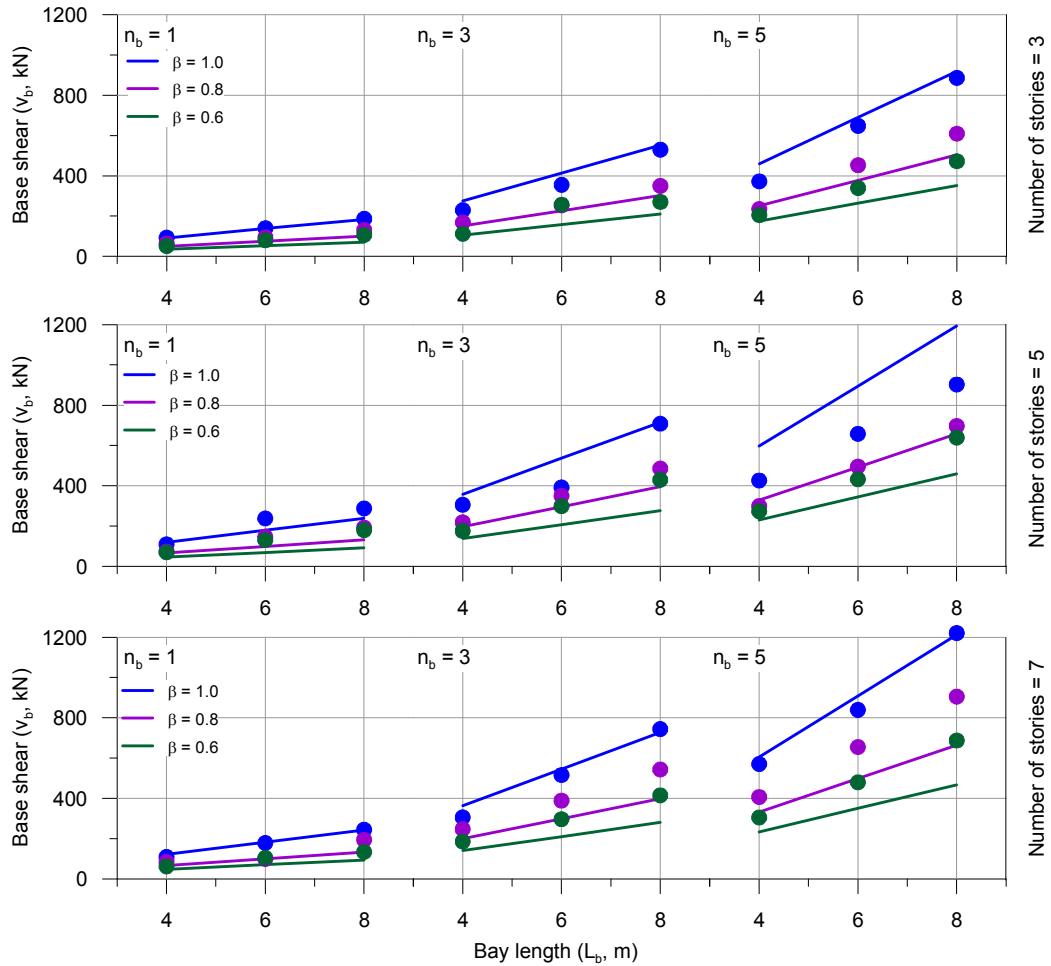 1200
800
400
0
Base shear (v_b, kN)
n_b = 1
n_b = 3
n_b = 5
β = 1.0
β = 0.8
β = 0.6
4 6 8 4 6 8 4 6 8
Number of stories = 3
1200
800
400
0
Base shear (v_b, kN)
n_b = 1
n_b = 3
n_b = 5
β = 1.0
β = 0.8
β = 0.6
4 6 8 4 6 8 4 6 8
Number of stories = 5
1200
800
400
0
Base shear (v_b, kN)
n_b = 1
n_b = 3
n_b = 5
β = 1.0
β = 0.8
β = 0.6
4 6 8 4 6 8 4 6 8
Number of stories = 7
Bay length (L_b, m)